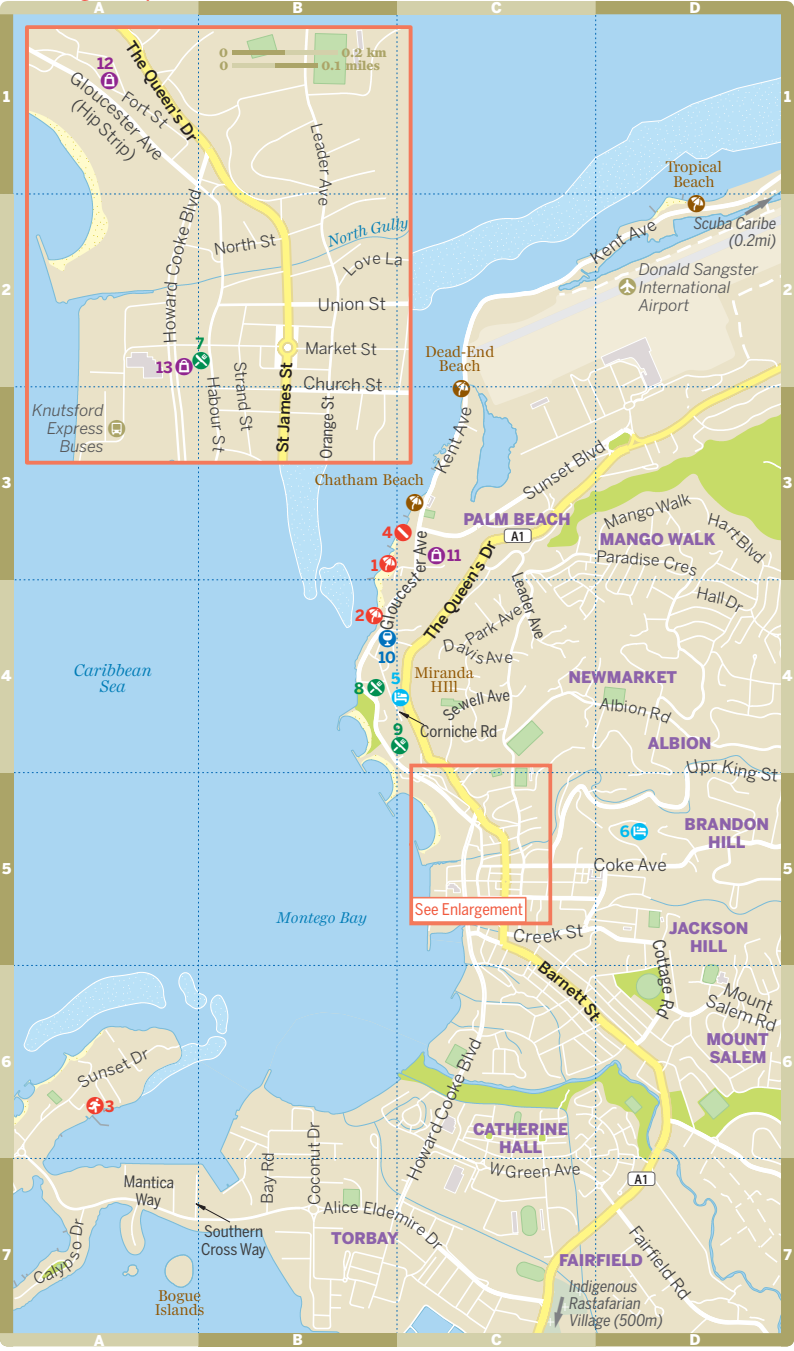 A
B
C
D
0 0.2 km
0 0.1 miles
12
The Queen's Dr
Fort St
Gloucester Ave
(Hip Strip)
Leader Ave
1
1
Howard Cooke Blvd
North St
North Gully
Love La
Union St
Market St
Church St
7
13
Strand St
Habour St
St James St
Orange St
Knutsford
Express
Buses
Tropical
Beach
Scuba Caribe
(0.2mi)
Kent Ave
Donald Sangster
International
Airport
2
2
Dead-End
Beach
Kent Ave
Sunset Blvd
3
3
Chatham Beach
4
PALM BEACH
A1
Mango Walk
Hart Blvd
MANGO WALK
Paradise Cres
11
1
Gloucester Ave
The Queen's Dr
Leader Ave
Hall Dr
2
Park Ave
Davis Ave
10
Caribbean
Sea
4
4
5
Miranda
HIll
NEWMARKET
8
Sewell Ave
Albion Rd
Corniche Rd
9
ALBION
Upr King St
6
BRANDON
HILL
5
5
Coke Ave
See Enlargement
Montego Bay
Creek St
JACKSON
HILL
Cottage Rd
Barnett St
Mount
Salem Rd
MOUNT
SALEM
6
6
Sunset Dr
3
Howard Cooke Blvd
CATHERINE
HALL
W Green Ave
A1
Bay Rd
Coconut Dr
Mantica
Way
Alice Eldemire Dr
Southern
Cross Way
TORBAY
Calypso Dr
7
7
FAIRFIELD
Fairfield Rd
Bogue
Islands
Indigenous
Rastafarian
Village (500m)
A
B
C
D